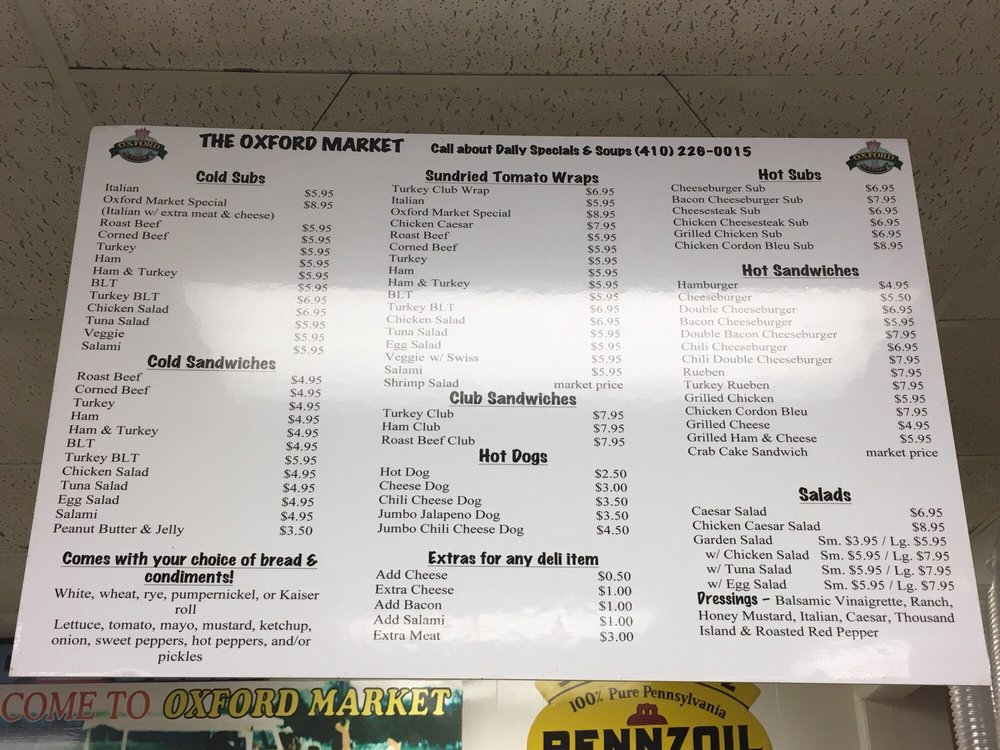 THE OXFORD MARKET
Call about Daily Specials & Soups (410) 226-0015
OXFORD
OXFORD
Cold Subs
Italian $5.95
Oxford Market Special $8.95
(Italian w/ extra meat & cheese)
Roast Beef $5.95
Corned Beef $5.95
Turkey $5.95
Ham $5.95
Ham & Turkey $5.95
BLT $5.95
Turkey BLT $6.95
Chicken Salad $6.95
Tuna Salad $5.95
Veggie $5.95
Salami $5.95
Cold Sandwiches
Roast Beef $4.95
Corned Beef $4.95
Turkey $4.95
Ham $4.95
Ham & Turkey $4.95
BLT $4.95
Turkey BLT $5.95
Chicken Salad $4.95
Tuna Salad $4.95
Egg Salad $4.95
Salami $4.95
Peanut Butter & Jelly $3.50
Comes with your choice of bread &
condiments!
White, wheat, rye, pumpernickel, or Kaiser
roll
Lettuce, tomato, mayo, mustard, ketchup,
onion, sweet peppers, hot peppers, and/or
pickles
Sundried Tomato Wraps
Turkey Club Wrap $6.95
Italian $5.95
Oxford Market Special $8.95
Chicken Caesar $7.95
Roast Beef $5.95
Corned Beef $5.95
Turkey $5.95
Ham $5.95
Ham & Turkey $5.95
BLT $5.95
Turkey BLT $6.95
Chicken Salad $6.95
Tuna Salad $5.95
Egg Salad $5.95
Veggie w/ Swiss $5.95
Salami $5.95
Shrimp Salad market price
Club Sandwiches
Turkey Club $7.95
Ham Club $7.95
Roast Beef Club $7.95
Hot Dogs
Hot Dog $2.50
Cheese Dog $3.00
Chili Cheese Dog $3.50
Jumbo Jalapeno Dog $3.50
Jumbo Chili Cheese Dog $4.50
Extras for any deli item
Add Cheese $0.50
Extra Cheese $1.00
Add Bacon $1.00
Add Salami $1.00
Extra Meat $3.00
Hot Subs
Cheeseburger Sub $6.95
Bacon Cheeseburger Sub $7.95
Cheesesteak Sub $6.95
Chicken Cheesesteak Sub $6.95
Grilled Chicken Sub $6.95
Chicken Cordon Bleu Sub $8.95
Hot Sandwiches
Hamburger $4.95
Cheeseburger $5.50
Double Cheeseburger $6.95
Bacon Cheeseburger $5.95
Double Bacon Cheeseburger $7.95
Chili Cheeseburger $6.95
Chili Double Cheeseburger $7.95
Rueben $7.95
Turkey Rueben $7.95
Grilled Chicken $5.95
Chicken Cordon Bleu $7.95
Grilled Cheese $4.95
Grilled Ham & Cheese $5.95
Crab Cake Sandwich market price
Salads
Caesar Salad $6.95
Chicken Caesar Salad $8.95
Garden Salad Sm. $3.95 / Lg. $5.95
w/ Chicken Salad Sm. $5.95 / Lg. $7.95
w/ Tuna Salad Sm. $5.95 / Lg. $7.95
w/ Egg Salad Sm. $5.95 / Lg. $7.95
Dressings - Balsamic Vinaigrette, Ranch,
Honey Mustard, Italian, Caesar, Thousand
Island & Roasted Red Pepper
COME TO OXFORD MARKET
100% Pure Pennsylvania
PENNZOIL